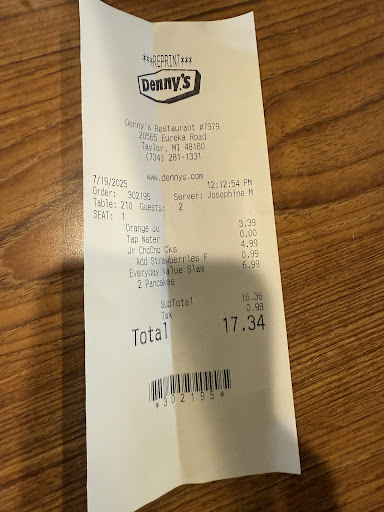 ***REPRINT***
Denny's
Denny's Restaurant #7979
20565 Eureka Road
Taylor, MI 48180
(734) 281-1331
www.dennys.com
7/19/2025 12:12:54 PM
Order: 302195 Server: Josephine M
Table: 210 Guests: 2
SEAT: 1
Orange Ju 3.39
Tap Water 0.00
Jr ChoCho Cks 4.99
Add Strawberries F 0.99
Everyday Value Slam 6.99
2 Pancakes
SubTotal 16.36
Tax 0.98
Total 17.34
*302195*